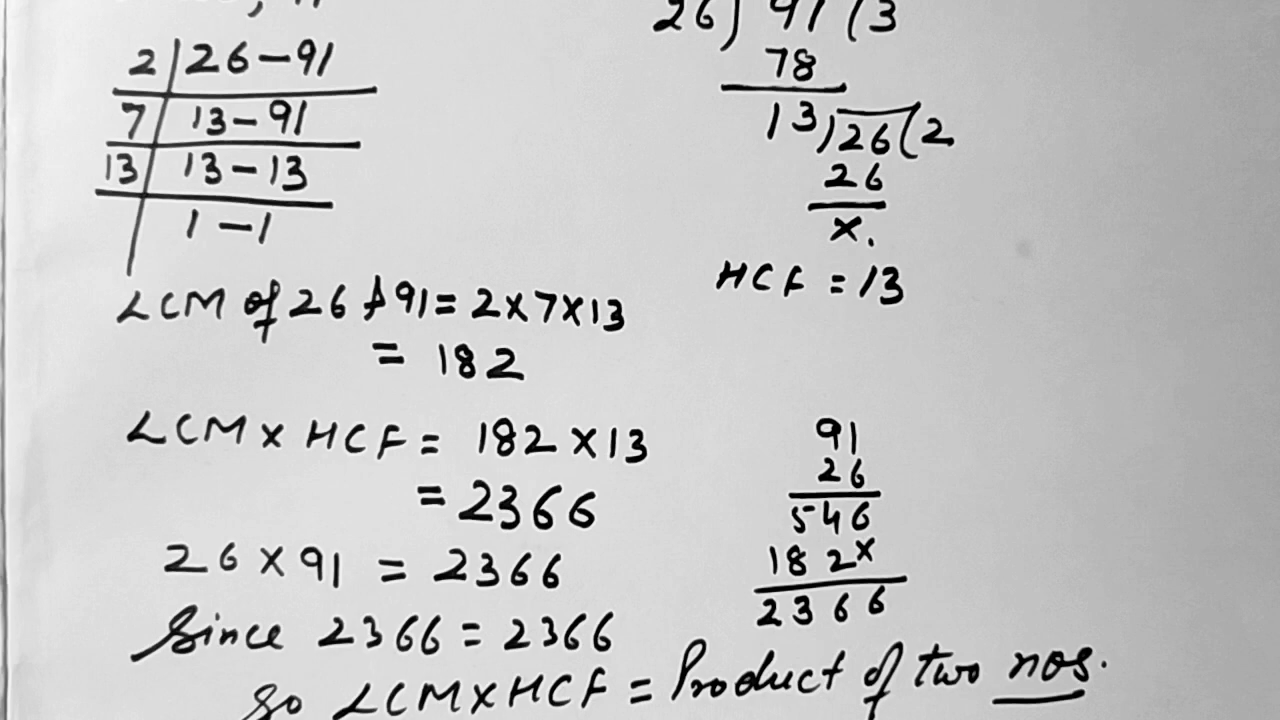 2 | 26 - 91
7 | 13 - 91
13 | 13 - 13
1 - 1
26 ) 91 ( 3
78
13 ) 26 ( 2
26
x.
HCF = 13
LCM of 26 & 91 = 2 x 7 x 13
= 182
LCM x HCF = 182 x 13
= 2366
26 x 91 = 2366
91
26
546
182x
2366
Since 2366 = 2366
So LCM x HCF = Product of two nos.